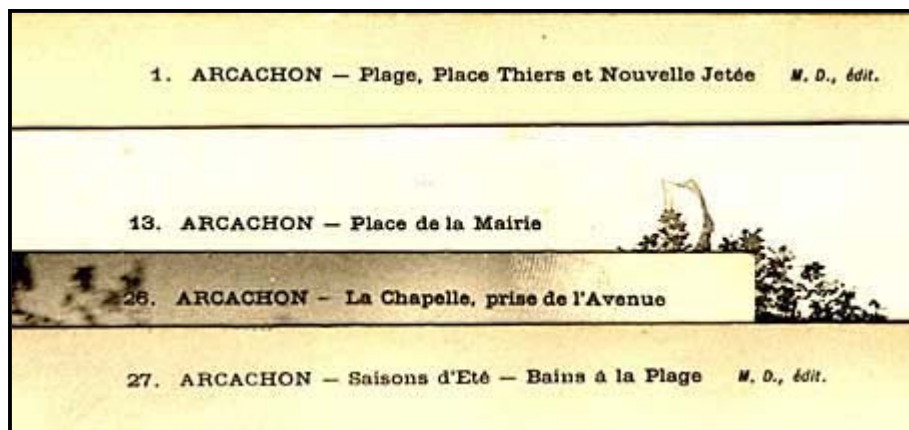 1. ARCACHON — Plage, Place Thiers et Nouvelle Jetée M. D., édit.
13. ARCACHON — Place de la Mairie
26. ARCACHON - La Chapelle, prise de l'Avenue
27. ARCACHON — Saisons d'Eté — Bains á la Plage M. D., édit.